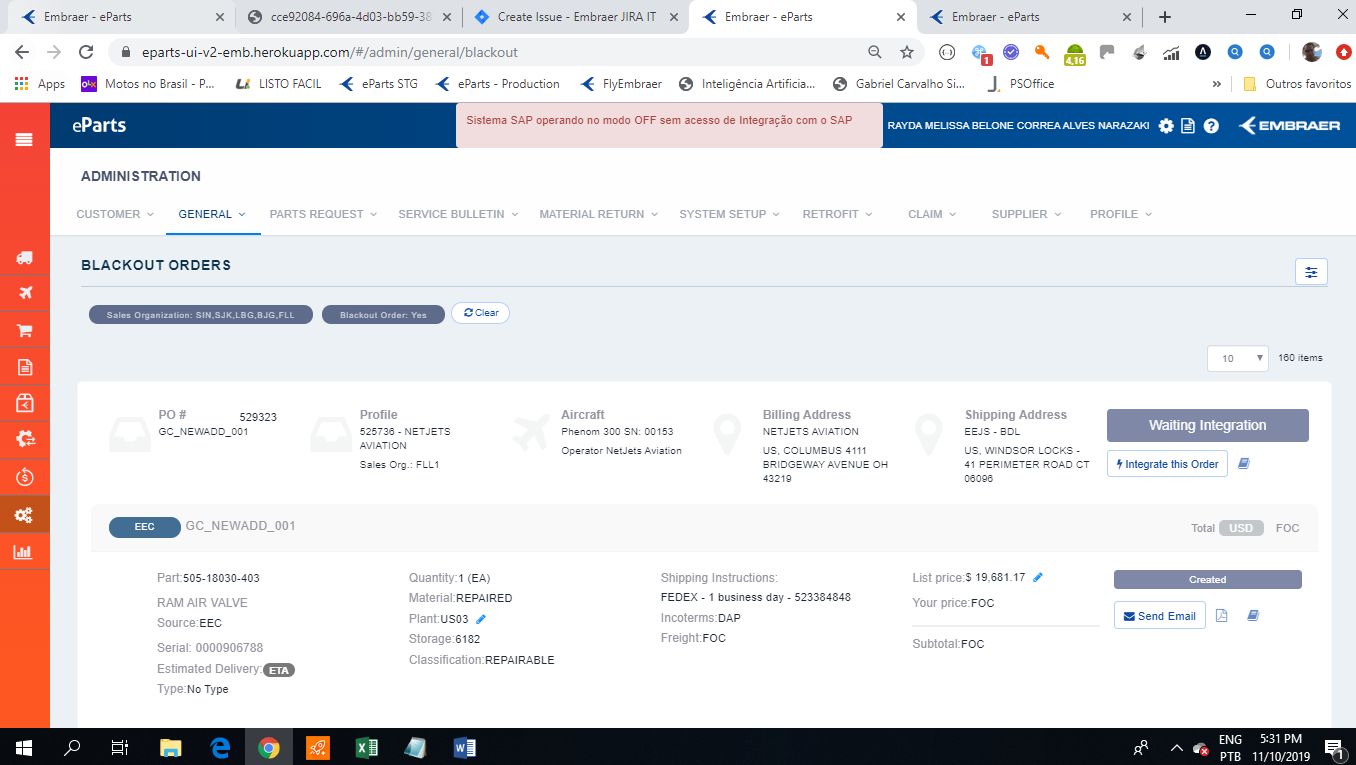 Embraer - eParts
cce92084-696a-4d03-bb59-38
Create Issue - Embraer JIRA IT
Embraer - eParts
Embraer - eParts
eparts-ui-v2-emb.herokuapp.com/#/admin/general/blackout
1
4,16
Apps
olx
Motos no Brasil - P...
LISTO FACIL
eParts STG
eParts - Production
FlyEmbraer
Inteligência Artificia...
Gabriel Carvalho Si...
PSOffice
»
Outros favoritos
eParts
Sistema SAP operando no modo OFF sem acesso de Integração com o SAP
RAYDA MELISSA BELONE CORREA ALVES NARAZAKI
EMBRAER
ADMINISTRATION
CUSTOMER
GENERAL
PARTS REQUEST
SERVICE BULLETIN
MATERIAL RETURN
SYSTEM SETUP
RETROFIT
CLAIM
SUPPLIER
PROFILE
BLACKOUT ORDERS
Sales Organization: SIN,SJK,LBG,BJG,FLL
Blackout Order: Yes
Clear
10
160 items
PO #
529323
GC_NEWADD_001
Profile
525736 - NETJETS
AVIATION
Sales Org.: FLL1
Aircraft
Phenom 300 SN: 00153
Operator NetJets Aviation
Billing Address
NETJETS AVIATION
US, COLUMBUS 4111
BRIDGEWAY AVENUE OH
43219
Shipping Address
EEJS - BDL
US, WINDSOR LOCKS -
41 PERIMETER ROAD CT
06096
Waiting Integration
Integrate this Order
EEC
GC_NEWADD_001
Total
USD
FOC
Part:505-18030-403
RAM AIR VALVE
Source:EEC
Serial: 0000906788
Estimated Delivery: ETA
Type:No Type
Quantity:1 (EA)
Material:REPAIRED
Plant:US03
Storage:6182
Classification:REPAIRABLE
Shipping Instructions:
FEDEX - 1 business day - 523384848
Incoterms:DAP
Freight:FOC
List price:$ 19,681.17
Your price:FOC
Subtotal:FOC
Created
Send Email
ENG
PTB
5:31 PM
11/10/2019
1